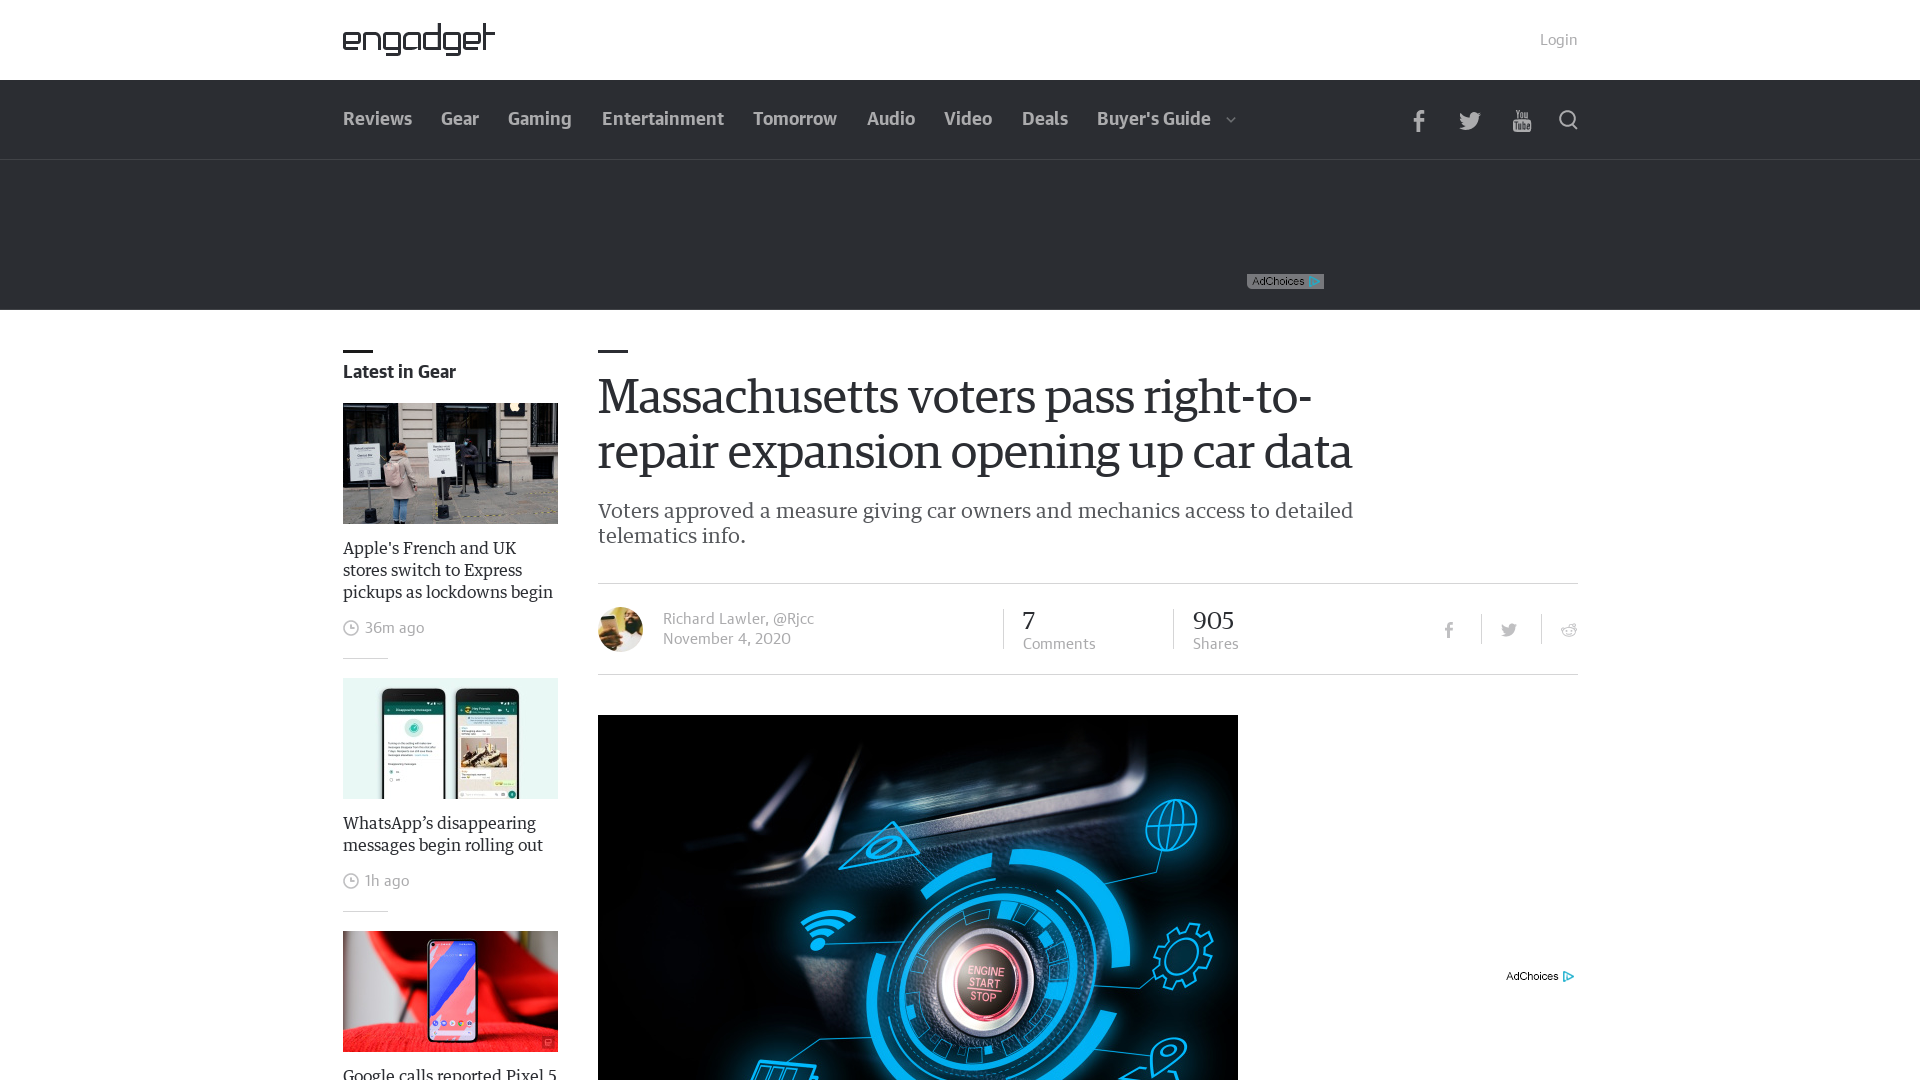 engadget
Login
Reviews Gear Gaming Entertainment Tomorrow Audio Video Deals Buyer's Guide
You
Tube
AdChoices
Latest in Gear
Apple's French and UK
stores switch to Express
pickups as lockdowns begin
36m ago
WhatsApp’s disappearing
messages begin rolling out
1h ago
Google calls reported Pixel 5
Massachusetts voters pass right-to-
repair expansion opening up car data
Voters approved a measure giving car owners and mechanics access to detailed
telematics info.
Richard Lawler, @Rjcc
November 4, 2020
7
Comments
905
Shares
ENGINE
START
STOP
AdChoices